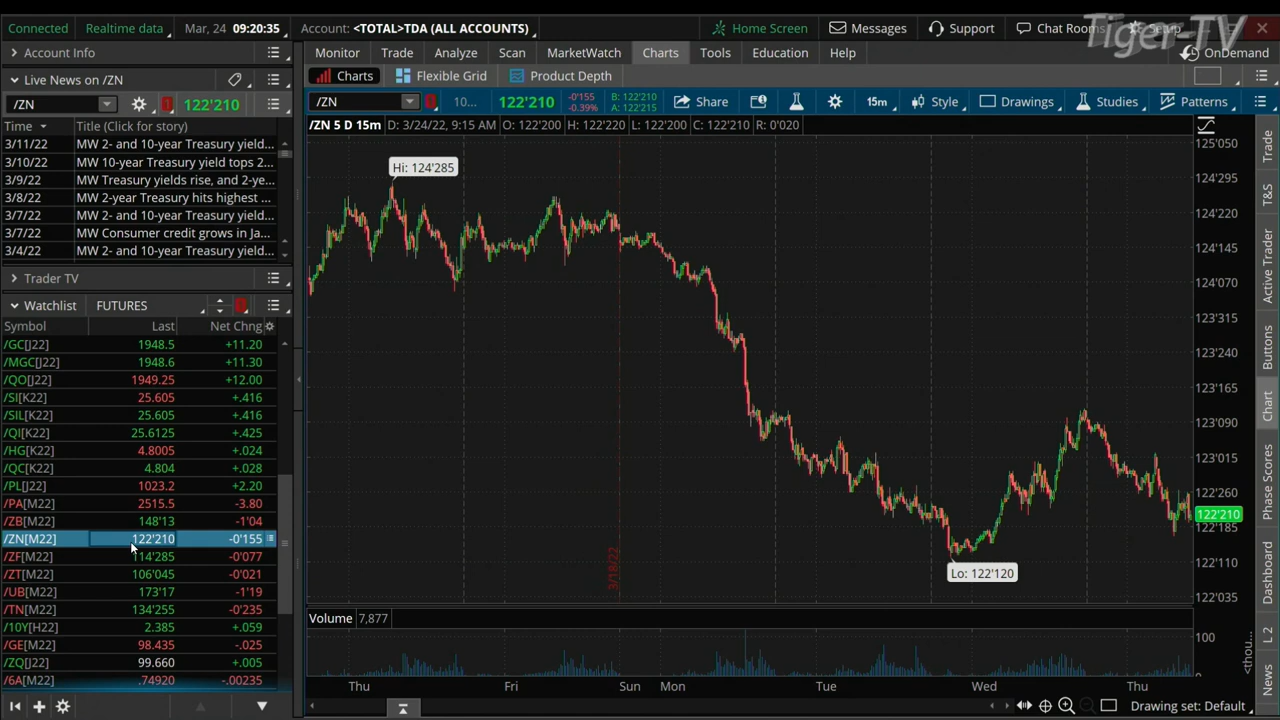 Connected Realtime data Mar, 24 09:20:35 Account: <TOTAL>TDA (ALL ACCOUNTS) Home Screen Messages Support Chat Rooms Setup
Tiger-TV
Account Info Monitor Trade Analyze Scan MarketWatch Charts Tools Education Help OnDemand
Live News on /ZN Charts Flexible Grid Product Depth
/ZN 122'210 /ZN 10... 122'210 -0'155 -0.39% B: 122'210 A: 122'215 Share 15m Style Drawings Studies Patterns
Time Title (Click for story)
/ZN 5 D 15m D: 3/24/22, 9:15 AM O: 122'200 H: 122'220 L: 122'200 C: 122'210 R: 0'020
3/11/22 MW 2- and 10-year Treasury yield...
3/10/22 MW 10-year Treasury yield tops 2...
3/9/22 MW Treasury yields rise, and 2-ye...
3/8/22 MW 2-year Treasury hits highest ...
3/7/22 MW 2- and 10-year Treasury yield...
3/7/22 MW Consumer credit grows in Ja...
3/4/22 MW 2- and 10-year Treasury yield...
Trader TV
Watchlist FUTURES
Symbol Last Net Chng
/GC[J22] 1948.5 +11.20
/MGC[J22] 1948.6 +11.30
/QO[J22] 1949.25 +12.00
/SI[K22] 25.605 +.416
/SIL[K22] 25.605 +.416
/QI[K22] 25.6125 +.425
/HG[K22] 4.8005 +.024
/QC[K22] 4.804 +.028
/PL[J22] 1023.2 +2.20
/PA[M22] 2515.5 -3.80
/ZB[M22] 148'13 -1'04
/ZN[M22] 122'210 -0'155
/ZF[M22] 114'285 -0'077
/ZT[M22] 106'045 -0'021
/UB[M22] 173'17 -1'19
/TN[M22] 134'255 -0'235
/10Y[H22] 2.385 +.059
/GE[M22] 98.435 -.025
/ZQ[J22] 99.660 +.005
/6A[M22] .74920 -.00235
Hi: 124'285
Lo: 122'120
3/18/22
125'050
124'295
124'220
124'145
124'070
123'315
123'240
123'165
123'090
123'015
122'260
122'210
122'185
122'110
122'035
Volume 7,877
100
<thou...
Thu Fri Sun Mon Tue Wed Thu
Drawing set: Default
Trade
T&S
Active Trader
Buttons
Chart
Phase Scores
Dashboard
L 2
News